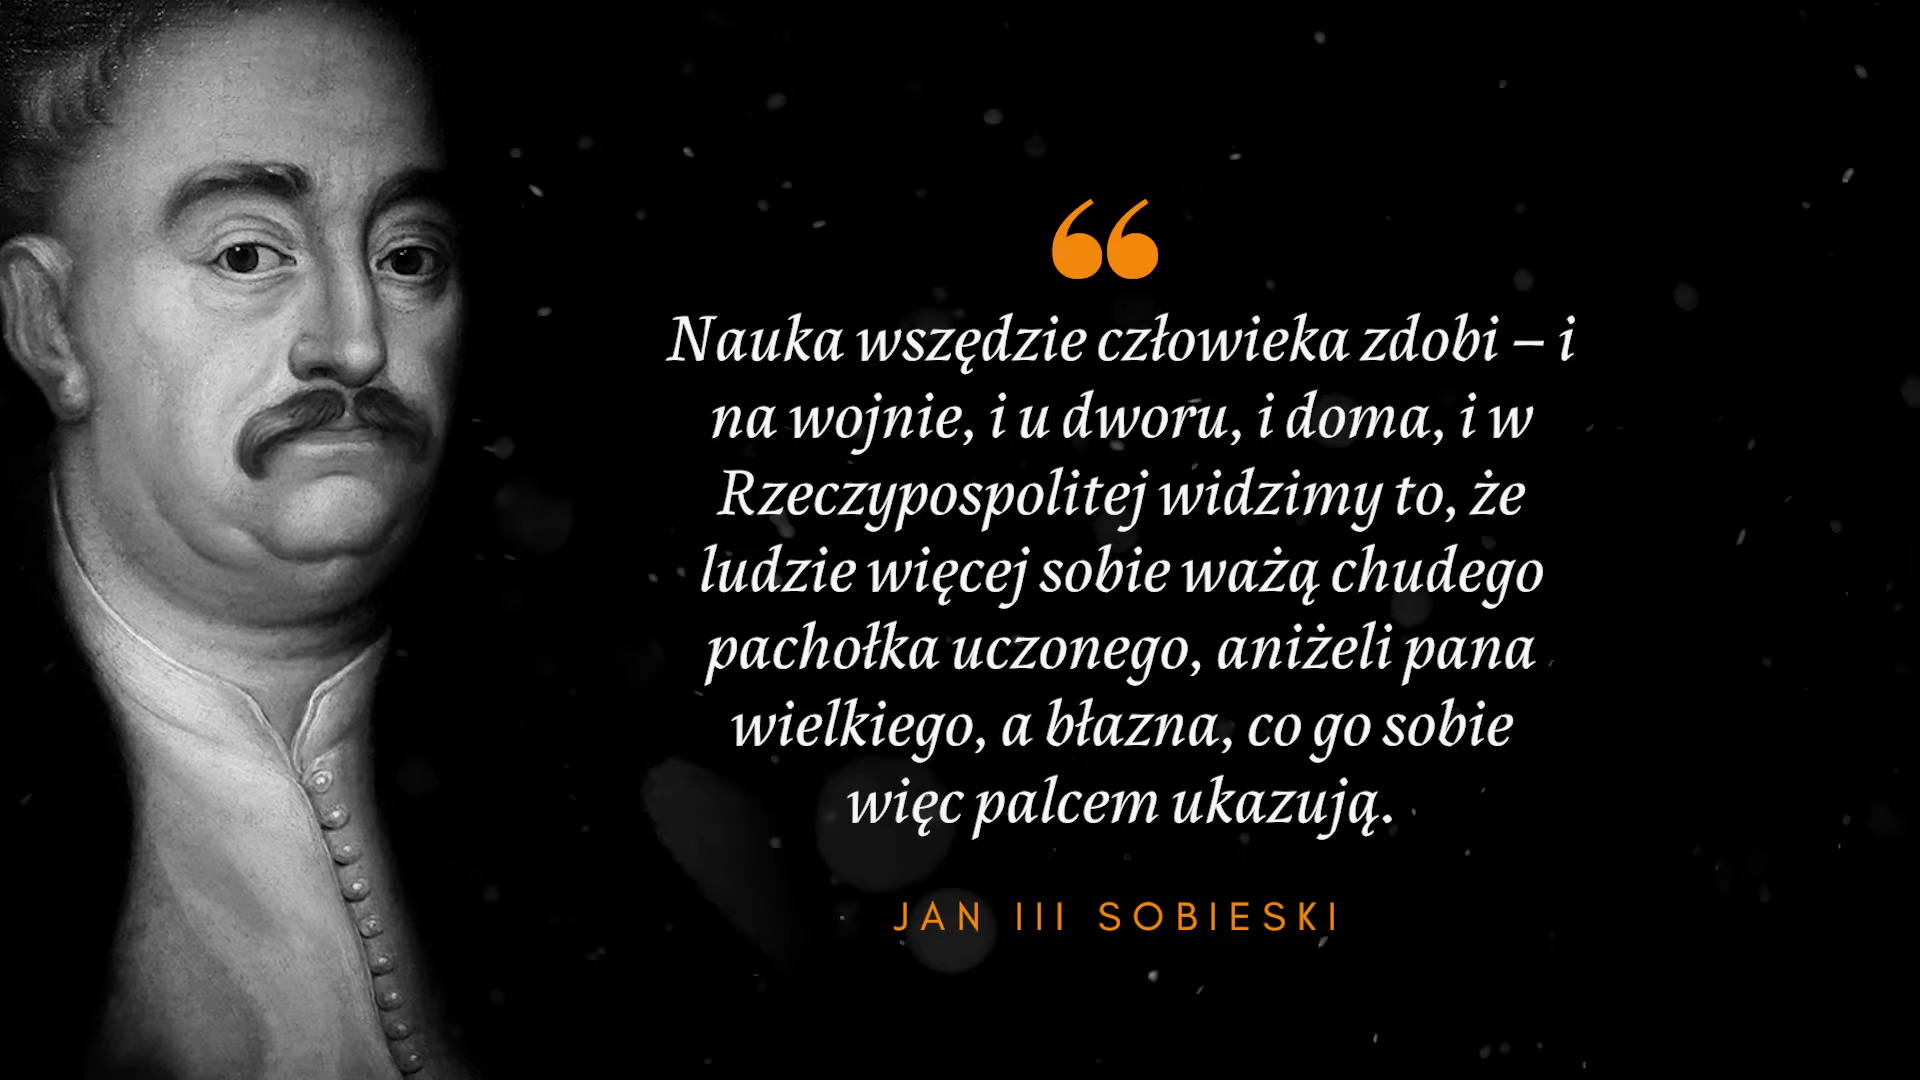 ❝
Nauka wszędzie człowieka zdobi – i
na wojnie, i u dworu, i doma, i w
Rzeczypospolitej widzimy to, że
ludzie więcej sobie ważą chudego
pachołka uczonego, aniżeli pana
wielkiego, a błazna, co go sobie
więc palcem ukazują.
JAN III SOBIESKI